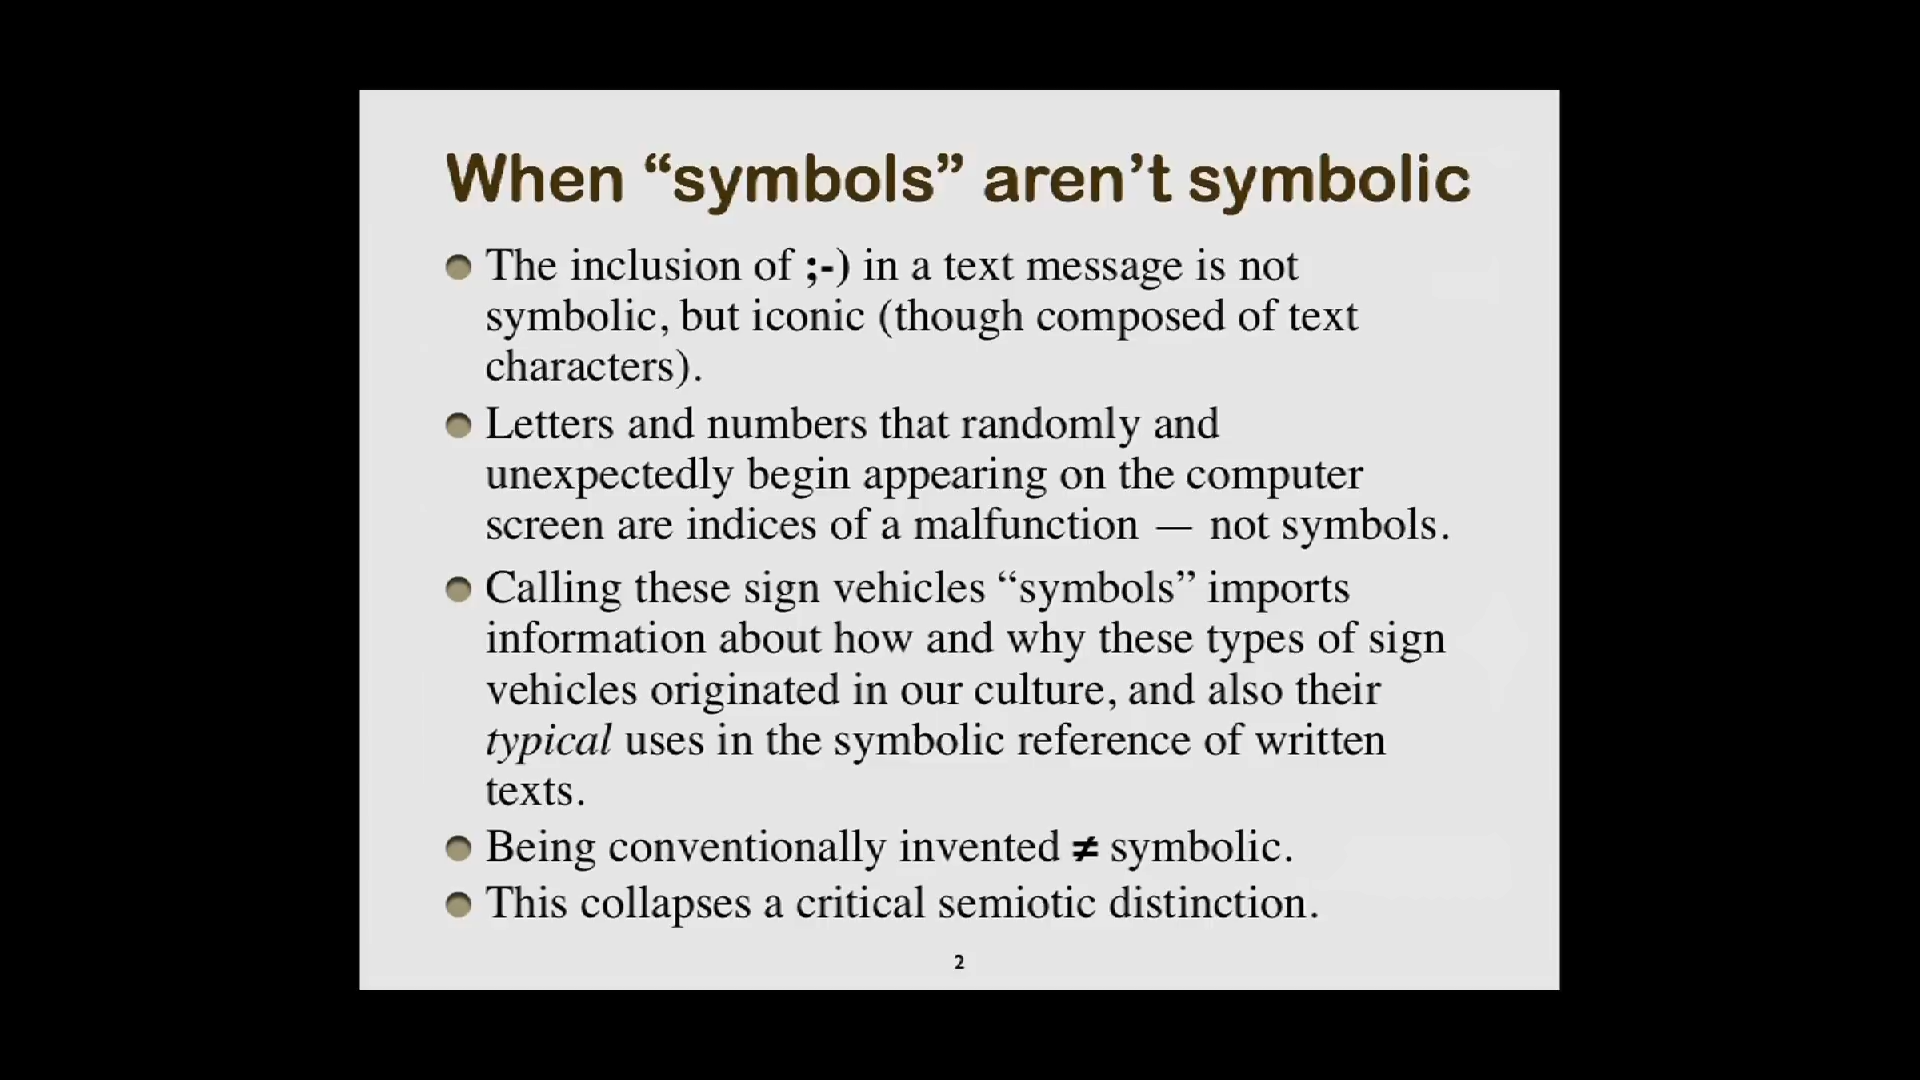 When “symbols” aren’t symbolic
The inclusion of ;-) in a text message is not
symbolic, but iconic (though composed of text
characters).
Letters and numbers that randomly and
unexpectedly begin appearing on the computer
screen are indices of a malfunction — not symbols.
Calling these sign vehicles “symbols” imports
information about how and why these types of sign
vehicles originated in our culture, and also their
typical uses in the symbolic reference of written
texts.
Being conventionally invented ≠ symbolic.
This collapses a critical semiotic distinction.
2